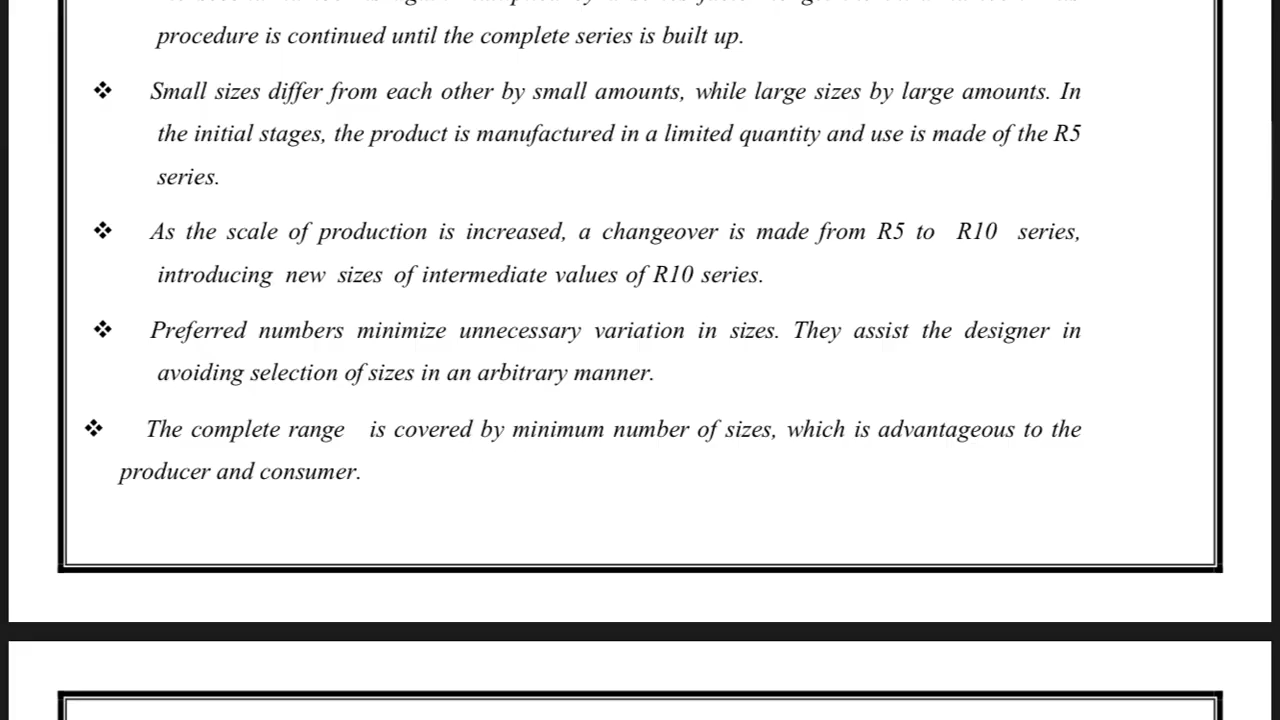 procedure is continued until the complete series is built up.
❖ Small sizes differ from each other by small amounts, while large sizes by large amounts. In
the initial stages, the product is manufactured in a limited quantity and use is made of the R5
series.
❖ As the scale of production is increased, a changeover is made from R5 to R10 series,
introducing new sizes of intermediate values of R10 series.
❖ Preferred numbers minimize unnecessary variation in sizes. They assist the designer in
avoiding selection of sizes in an arbitrary manner.
❖ The complete range is covered by minimum number of sizes, which is advantageous to the
producer and consumer.